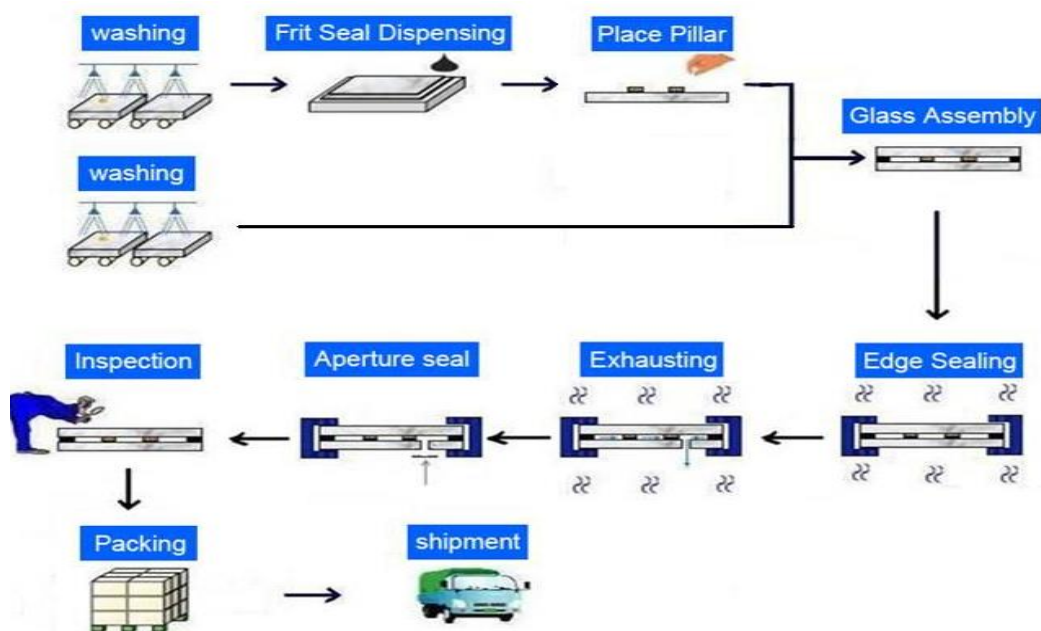 washing
Frit Seal Dispensing
Place Pillar
Glass Assembly
washing
Inspection
Aperture seal
Exhausting
Edge Sealing
Packing
shipment